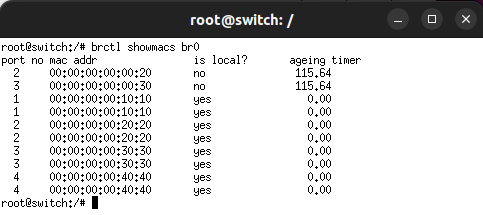 root@switch: /
root@switch:/# brctl showmacs br0
port no mac addr                is local?       ageing timer
  2     00:00:00:00:00:20       no               115.64
  3     00:00:00:00:00:30       no               115.64
  1     00:00:00:00:10:10       yes                0.00
  1     00:00:00:00:10:10       yes                0.00
  2     00:00:00:00:20:20       yes                0.00
  2     00:00:00:00:20:20       yes                0.00
  3     00:00:00:00:30:30       yes                0.00
  3     00:00:00:00:30:30       yes                0.00
  4     00:00:00:00:40:40       yes                0.00
  4     00:00:00:00:40:40       yes                0.00
root@switch:/#